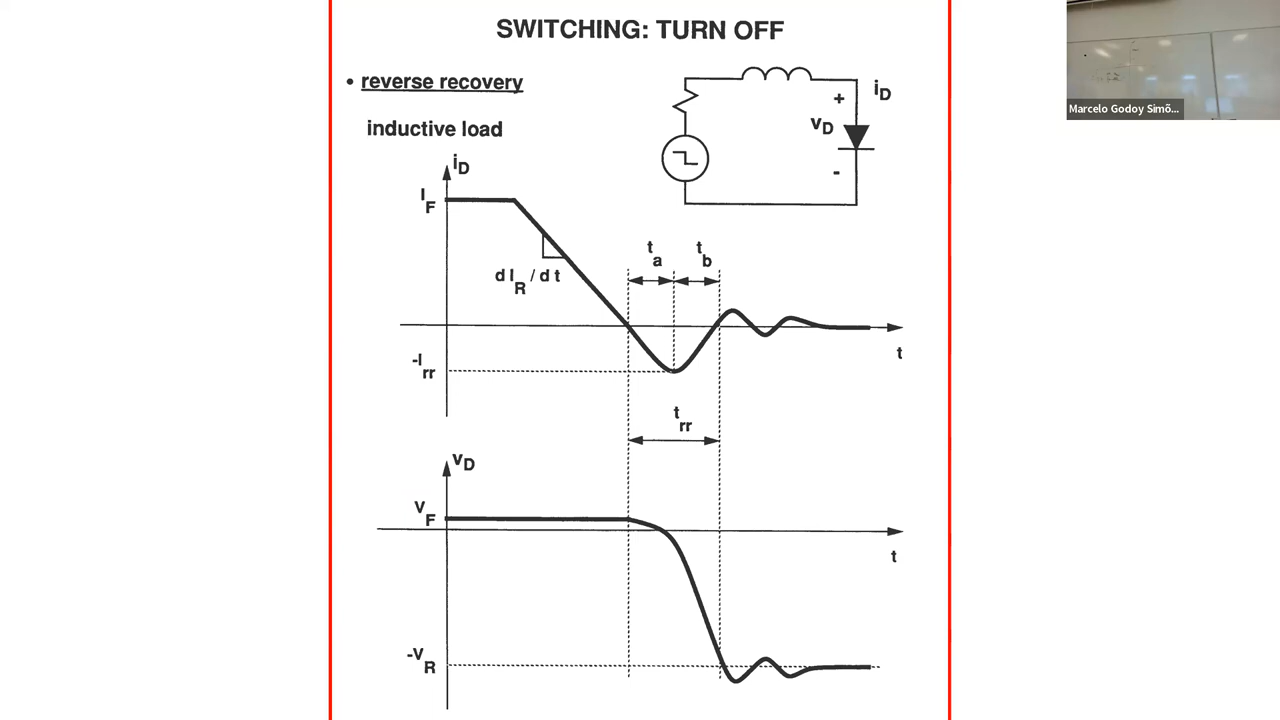 SWITCHING: TURN OFF
• reverse recovery
inductive load
iD
+
vD
-
Marcelo Godoy Simõ...
iD
IF
dIR/dt
ta
tb
t
-Irr
trr
vD
VF
t
-VR